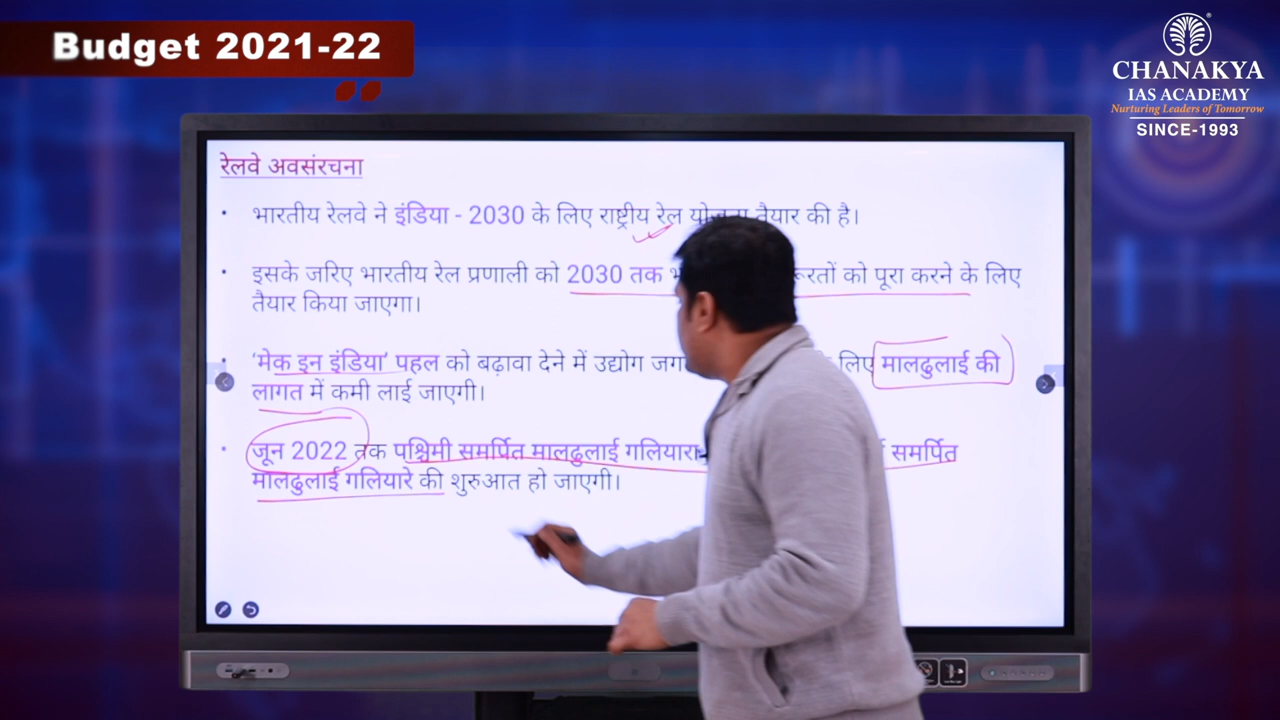 Budget 2021-22
CHANAKYA
IAS ACADEMY
Nurturing Leaders of Tomorrow
SINCE-1993
रेलवे अवसंरचना
• भारतीय रेलवे ने इंडिया - 2030 के लिए राष्ट्रीय रेल तैयार की है।
• इसके जरिए भारतीय रेल प्रणाली को 2030 तक को पूरा करने के लिए
तैयार किया जाएगा।
• 'मेक इन इंडिया' पहल को बढ़ावा देने में उद्योग लिए मालढुलाई की
लागत में कमी लाई जाएगी।
• जून 2022 तक पश्चिमी समर्पित मालढुलाई गलियारा समर्पित
मालढुलाई गलियारे की शुरुआत हो जाएगी।